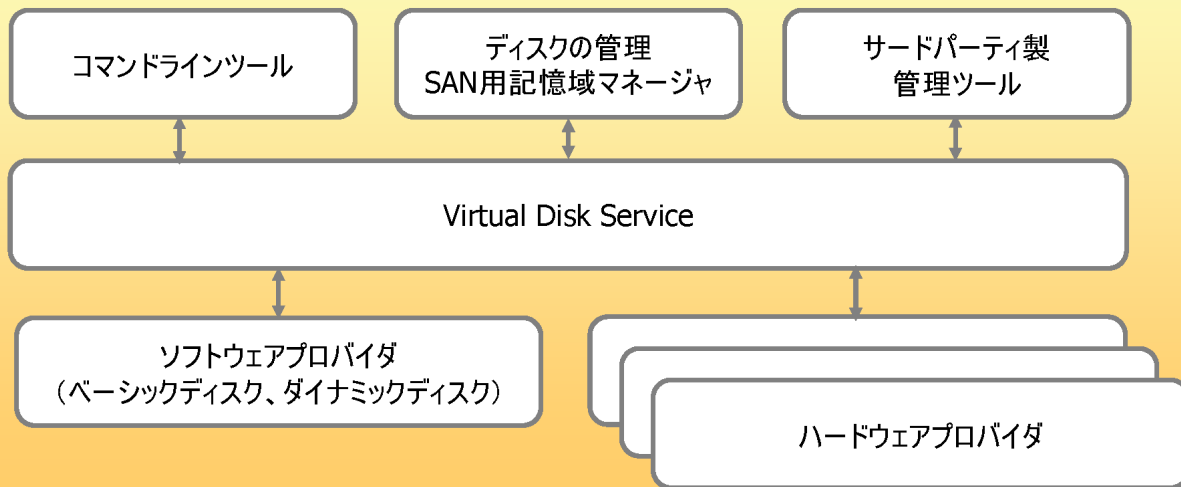 コマンドラインツール
ディスクの管理
SAN用記憶域マネージャ
サードパーティ製
管理ツール
Virtual Disk Service
ソフトウェアプロバイダ
（ベーシックディスク、ダイナミックディスク）
ハードウェアプロバイダ